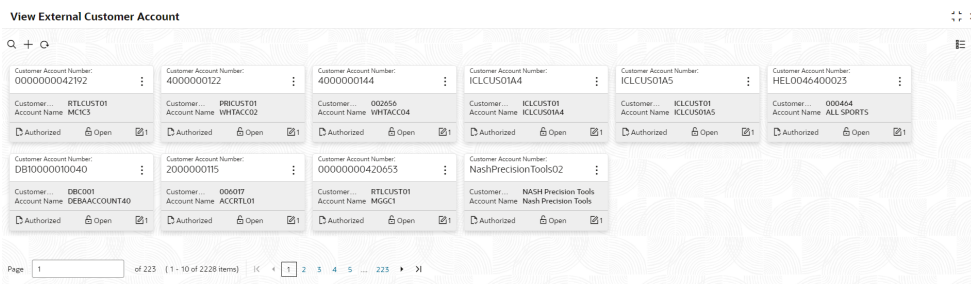 View External Customer Account
Customer Account Number: Customer Account Number: Customer Account Number: Customer Account Number: Customer Account Number: Customer Account Number:
0000000042192 4000000122 4000000144 ICLCUS01A4 ICLCUS01A5 HEL0046400023
Customer... RTLCUST01 Customer... PRICUST01 Customer... 002656 Customer... ICLCUST01 Customer... ICLCUST01 Customer... 000464
Account Name MC1C3 Account Name WHTACC02 Account Name WHTACC04 Account Name ICLCUS01A4 Account Name ICLCUS01A5 Account Name ALL SPORTS
Authorized Open 1 Authorized Open 1 Authorized Open 1 Authorized Open 1 Authorized Open 1 Authorized Open 1
Customer Account Number: Customer Account Number: Customer Account Number: Customer Account Number:
DB10000010040 2000000115 00000000420653 NashPrecisionTools02
Customer... DBC001 Customer... 006017 Customer... RTLCUST01 Customer... NASH Precision Tools
Account Name DEBAACCOUNT40 Account Name ACCRTL01 Account Name MGGC1 Account Name Nash Precision Tools
Authorized Open 1 Authorized Open 1 Authorized Open 1 Authorized Open 1
Page 1 of 223 (1 - 10 of 2228 items) 1 2 3 4 5 ... 223